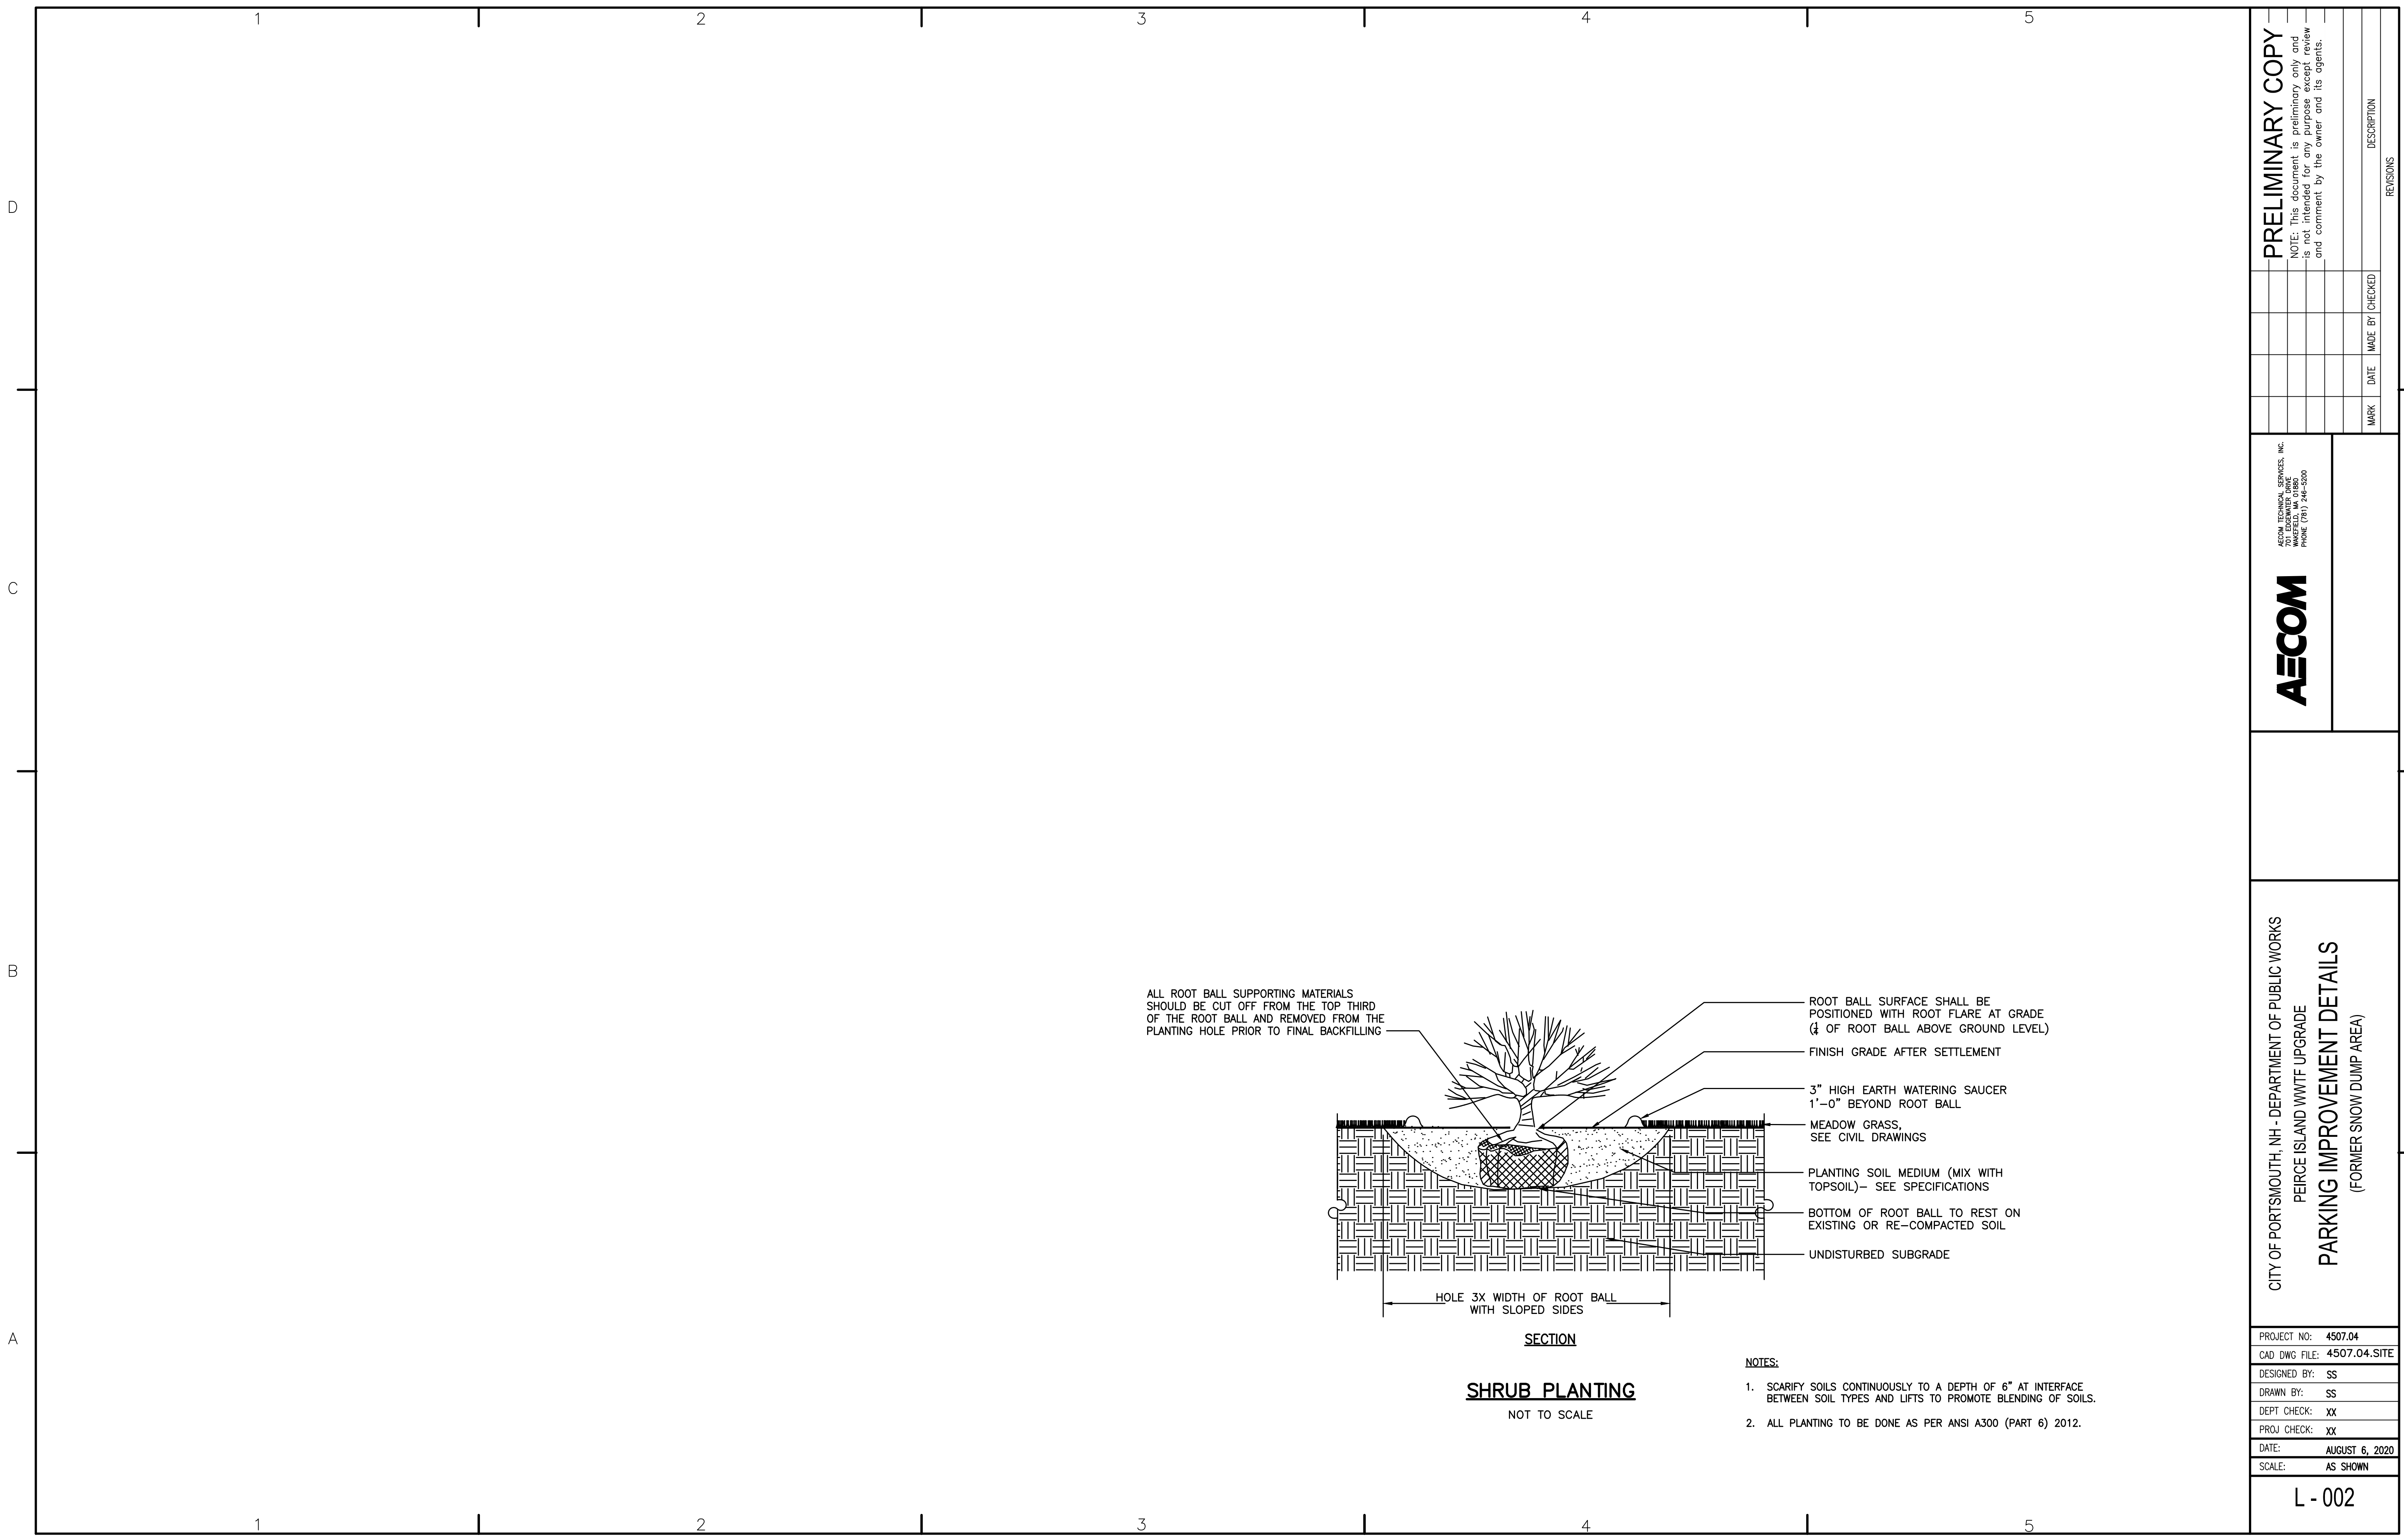 1 2 3 4 5
D
C
B
A
ALL ROOT BALL SUPPORTING MATERIALS
SHOULD BE CUT OFF FROM THE TOP THIRD
OF THE ROOT BALL AND REMOVED FROM THE
PLANTING HOLE PRIOR TO FINAL BACKFILLING
ROOT BALL SURFACE SHALL BE
POSITIONED WITH ROOT FLARE AT GRADE
(¼ OF ROOT BALL ABOVE GROUND LEVEL)
FINISH GRADE AFTER SETTLEMENT
3" HIGH EARTH WATERING SAUCER
1'-0" BEYOND ROOT BALL
MEADOW GRASS,
SEE CIVIL DRAWINGS
PLANTING SOIL MEDIUM (MIX WITH
TOPSOIL)- SEE SPECIFICATIONS
BOTTOM OF ROOT BALL TO REST ON
EXISTING OR RE-COMPACTED SOIL
UNDISTURBED SUBGRADE
HOLE 3X WIDTH OF ROOT BALL
WITH SLOPED SIDES
SECTION
SHRUB PLANTING
NOT TO SCALE
NOTES:
1. SCARIFY SOILS CONTINUOUSLY TO A DEPTH OF 6" AT INTERFACE
BETWEEN SOIL TYPES AND LIFTS TO PROMOTE BLENDING OF SOILS.
2. ALL PLANTING TO BE DONE AS PER ANSI A300 (PART 6) 2012.
1 2 3 4 5
PRELIMINARY COPY
NOTE: This document is preliminary only and
is not intended for any purpose except review
and comment by the owner and its agents.
MARK DATE MADE BY CHECKED DESCRIPTION
REVISIONS
AECOM
AECOM TECHNICAL SERVICES, INC.
701 EDGEWATER DRIVE
WAKEFIELD, MA 01880
PHONE (781) 246-5200
CITY OF PORTSMOUTH, NH - DEPARTMENT OF PUBLIC WORKS
PEIRCE ISLAND WWTF UPGRADE
PARKING IMPROVEMENT DETAILS
(FORMER SNOW DUMP AREA)
PROJECT NO: 4507.04
CAD DWG FILE: 4507.04.SITE
DESIGNED BY: SS
DRAWN BY: SS
DEPT CHECK: XX
PROJ CHECK: XX
DATE: AUGUST 6, 2020
SCALE: AS SHOWN
L - 002